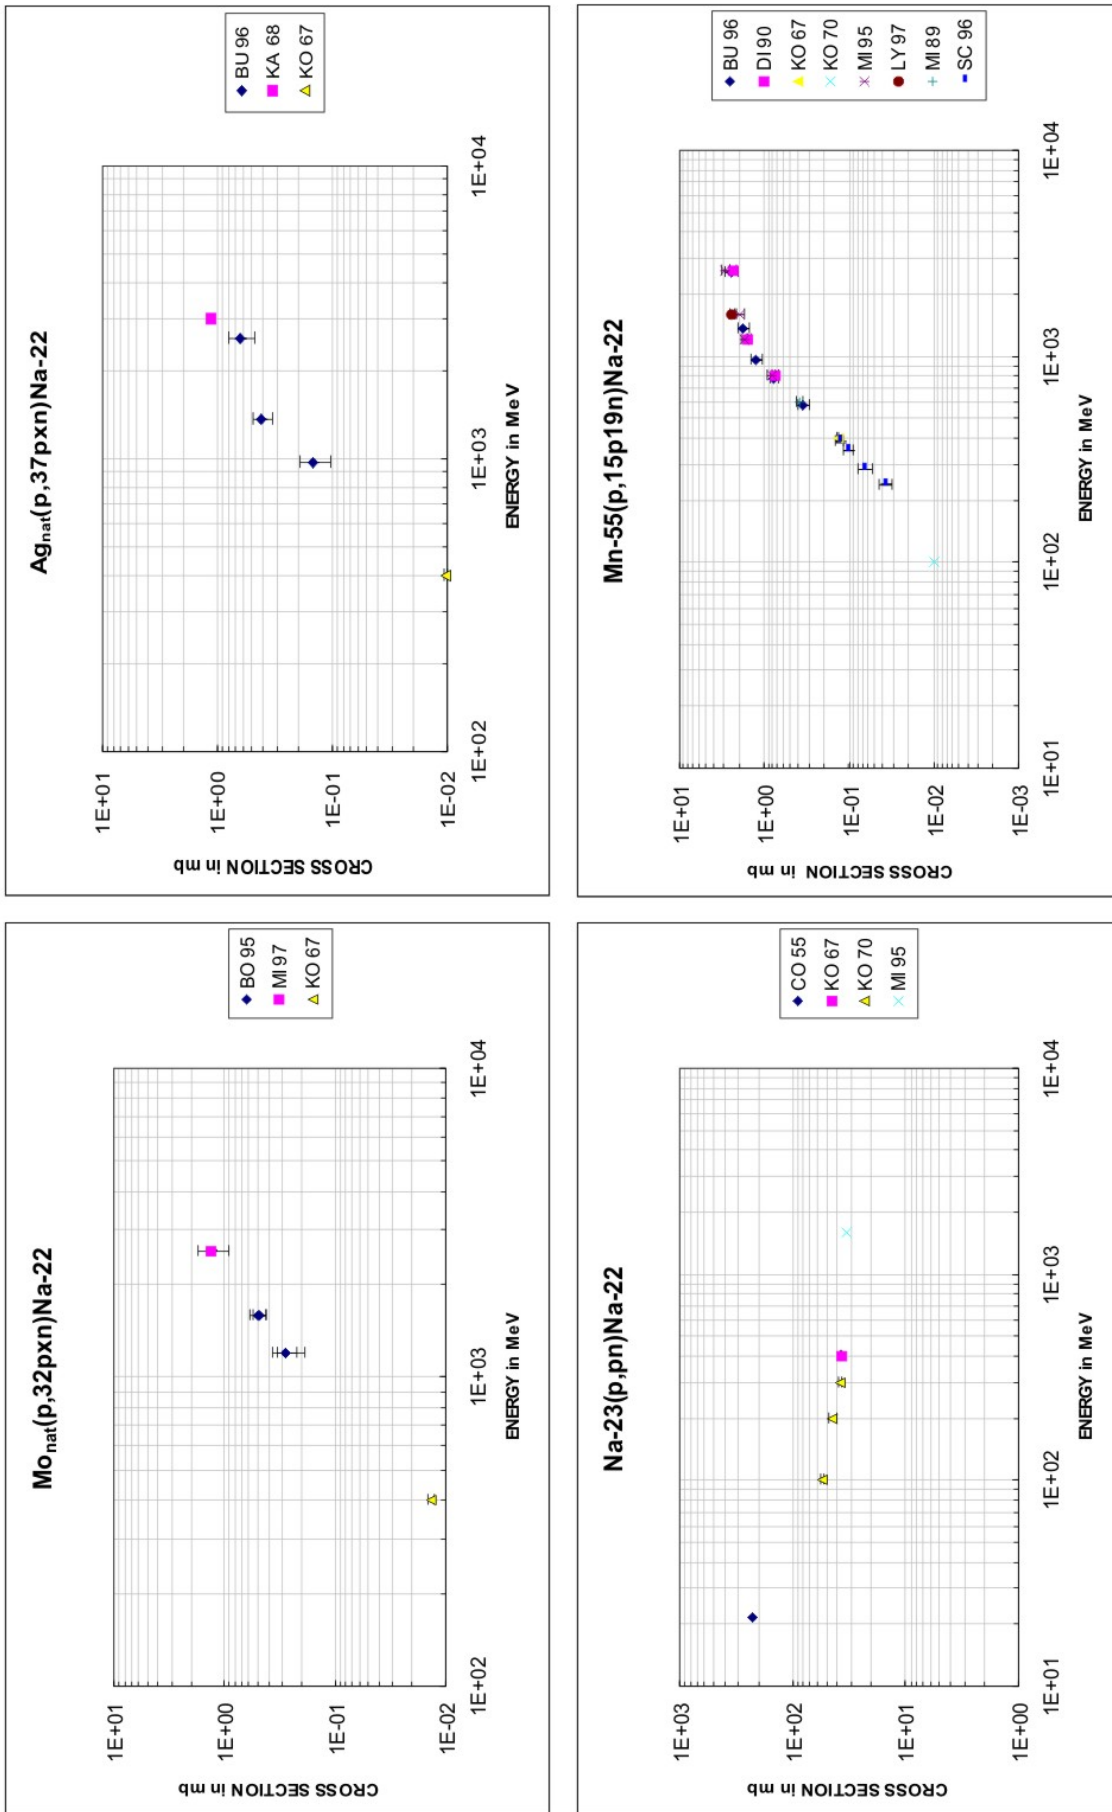 Mo_nat(p,32pxn)Na-22
1E+01
1E+00
1E-01
1E-02
CROSS SECTION in mb
1E+02
1E+03
1E+04
ENERGY in MeV
BO 95
MI 97
KO 67
Ag_nat(p,37pxn)Na-22
1E+01
1E+00
1E-01
1E-02
CROSS SECTION in mb
1E+02
1E+03
1E+04
ENERGY in MeV
BU 96
KA 68
KO 67
Na-23(p,pn)Na-22
1E+03
1E+02
1E+01
1E+00
CROSS SECTION in mb
1E+01
1E+02
1E+03
1E+04
ENERGY in MeV
CO 55
KO 67
KO 70
MI 95
Mn-55(p,15p19n)Na-22
1E+01
1E+00
1E-01
1E-02
1E-03
CROSS SECTION in mb
1E+01
1E+02
1E+03
1E+04
ENERGY in MeV
BU 96
DI 90
KO 67
KO 70
MI 95
LY 97
MI 89
SC 96